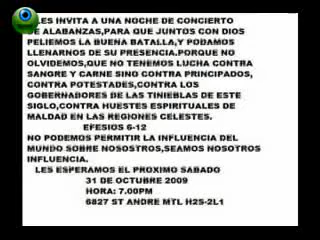 LES INVITA A UNA NOCHE DE CONCIERTO
DE ALABANZAS,PARA QUE JUNTOS CON DIOS
PELIEMOS LA BUENA BATALLA,Y PODAMOS
LLENARNOS DE SU PRESENCIA.PORQUE NO
OLVIDEMOS,QUE NO TENEMOS LUCHA CONTRA
SANGRE Y CARNE SINO CONTRA PRINCIPADOS,
CONTRA POTESTADES,CONTRA LOS
GOBERNADORES DE LAS TINIEBLAS DE ESTE
SIGLO,CONTRA HUESTES ESPIRITUALES DE
MALDAD EN LAS REGIONES CELESTES.
EFESIOS 6-12
NO PODEMOS PERMITIR LA INFLUENCIA DEL
MUNDO SOBRE NOSOTROS,SEAMOS NOSOTROS
INFLUENCIA.
LES ESPERAMOS EL PROXIMO SABADO
31 DE OCTUBRE 2009
HORA: 7.00PM
6827 ST ANDRE MTL H2S-2L1